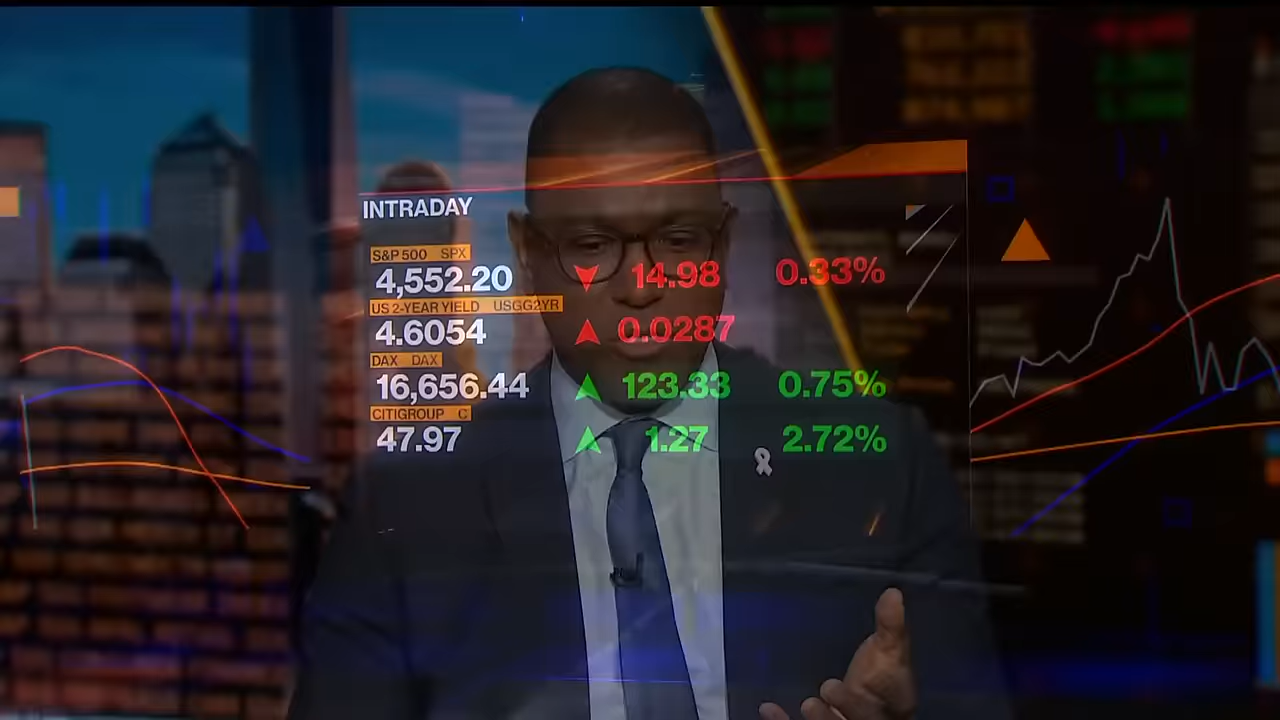 INTRADAY
S&P 500 SPX
4,552.20 14.98 0.33%
US 2-YEAR YIELD USGG2YR
4.6054 0.0287
DAX DAX
16,656.44 123.33 0.75%
CITIGROUP C
47.97 1.27 2.72%